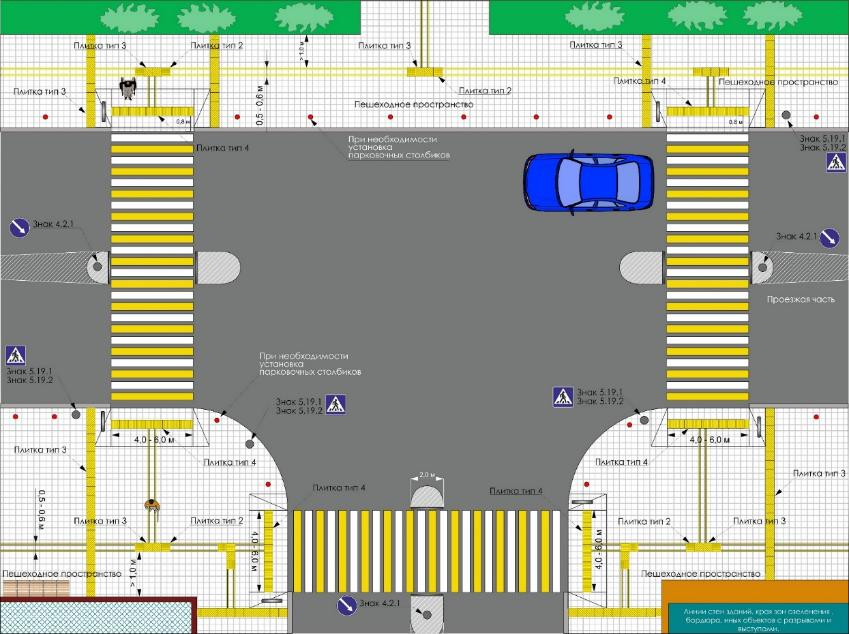 Плитка тип 3
Плитка тип 2
> 1,0 м
Плитка тип 3
Плитка тип 3
Плитка тип 4
Пешеходное пространство
Плитка тип 3
Плитка тип 2
0,5 - 0,6 м
Пешеходное пространство
0,8 м
0,8 м
При необходимости
установка
парковочных столбиков
Плитка тип 4
Знак 5.19.1
Знак 5.19.2
Знак 4.2.1
Знак 4.2.1
Проезжая часть
Знак 5.19.1
Знак 5.19.2
При необходимости
установка
парковочных столбиков
Знак 5.19.1
Знак 5.19.2
Знак 5.19.1
Знак 5.19.2
4,0 - 6,0 м
4,0 - 6,0 м
Плитка тип 3
Плитка тип 4
2,0 м
Плитка тип 4
Плитка тип 3
Плитка тип 4
Плитка тип 4
0,5 - 0,6 м
Плитка тип 3
Плитка тип 2
4,0 - 6,0 м
4,0 - 6,0 м
Плитка тип 2
Плитка тип 3
Пешеходное пространство
> 1,0 м
Пешеходное пространство
Знак 4.2.1
Линии стен зданий, края зон озеленения,
бордюра, иных объектов с разрывами и
выступами.